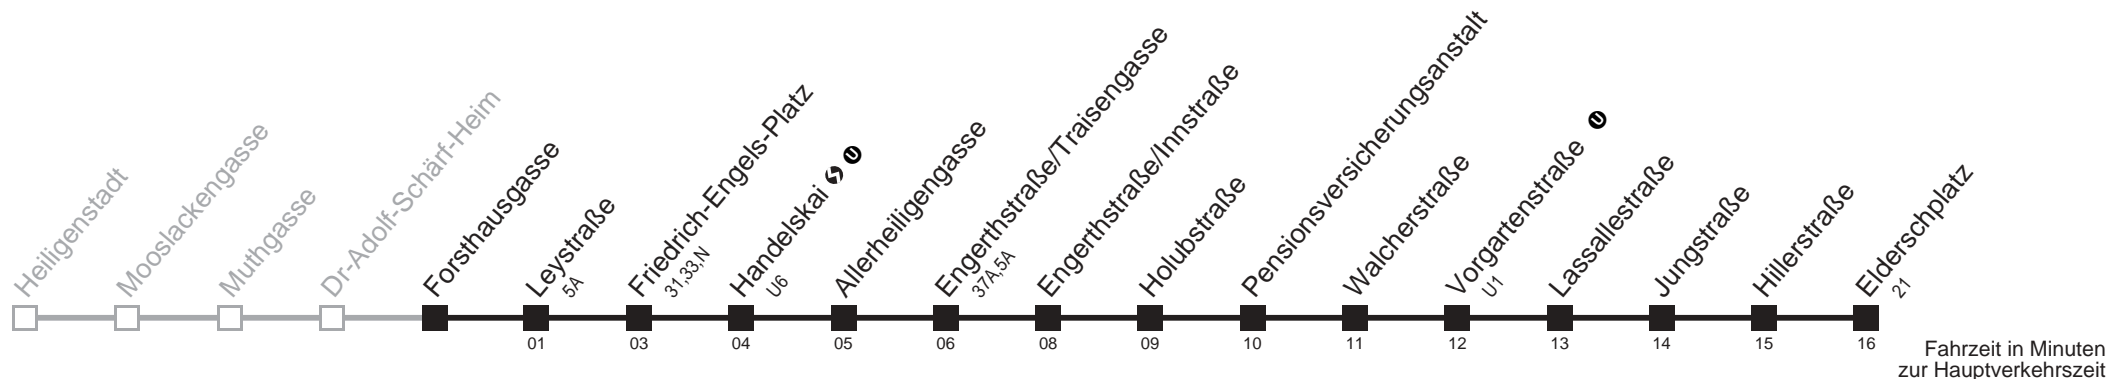 Heiligenstadt
Mooslackengasse
Muthgasse
Dr-Adolf-Schärf-Heim
Forsthausgasse
Leystraße
5A
Friedrich-Engels-Platz
31,33,N
Handelskai S U
U6
Allerheiligengasse
Engerthstraße/Traisengasse
37A,5A
Engerthstraße/Innstraße
Holubstraße
Pensionsversicherungsanstalt
Walcherstraße
Vorgartenstraße U
U1
Lassallestraße
Jungstraße
Hillerstraße
Elderschplatz
21
01 03 04 05 06 08 09 10 11 12 13 14 15 16
Fahrzeit in Minuten
zur Hauptverkehrszeit